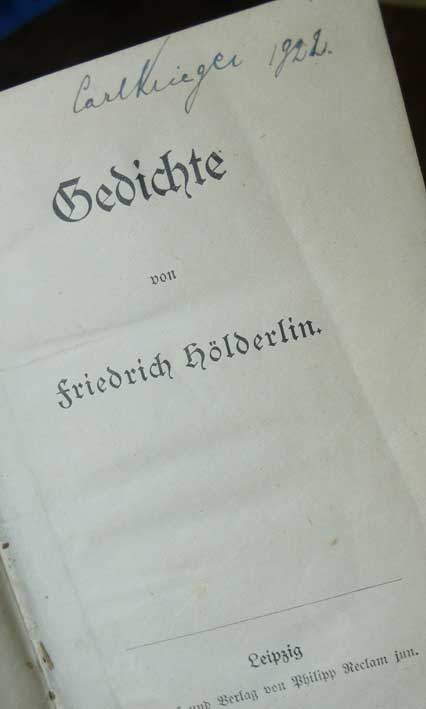 Carl Krieger 1922.
Gedichte
von
Friedrich Hölderlin.
Leipzig
und Verlag von Philipp Reclam jun.